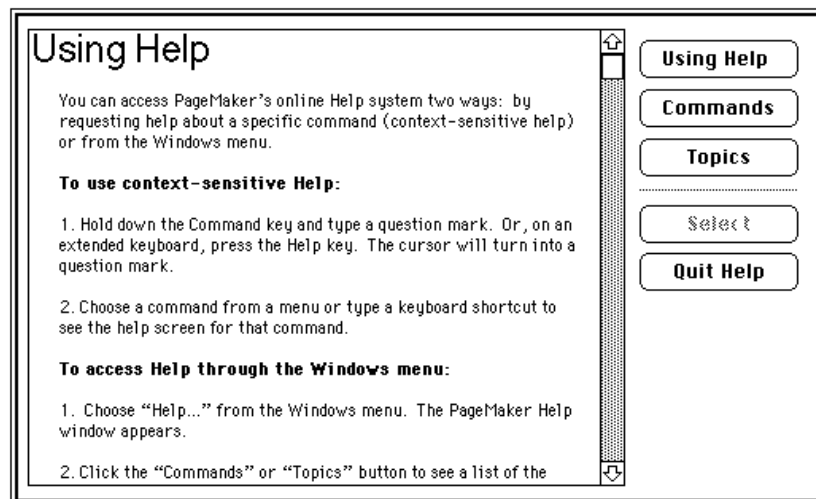 Using Help
You can access PageMaker's online Help system two ways:  by
requesting help about a specific command (context-sensitive help)
or from the Windows menu.
To use context-sensitive Help:
1. Hold down the Command key and type a question mark.  Or, on an
extended keyboard, press the Help key.  The cursor will turn into a
question mark.
2. Choose a command from a menu or type a keyboard shortcut to
see the help screen for that command.
To access Help through the Windows menu:
1.  Choose “Help...” from the Windows menu.  The PageMaker Help
window appears.
2. Click the “Commands” or “Topics” button to see a list of the
Using Help
Commands
Topics
Select
Quit Help